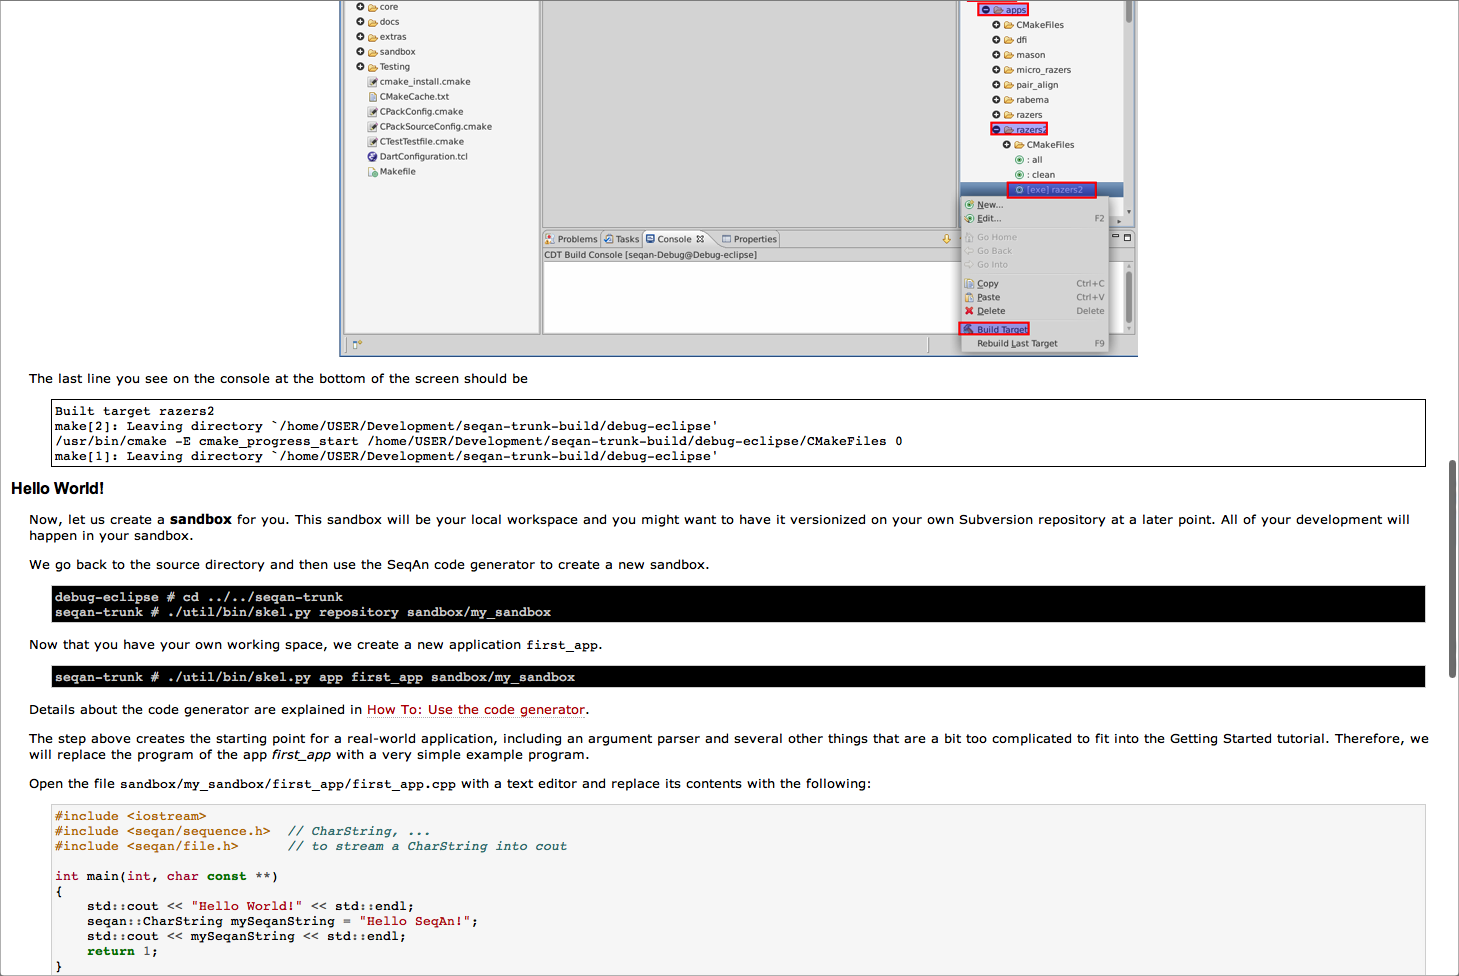 core
docs
extras
sandbox
Testing
cmake_install.cmake
CMakeCache.txt
CPackConfig.cmake
CPackSourceConfig.cmake
CTestTestfile.cmake
DartConfiguration.tcl
Makefile
apps
CMakeFiles
dfi
mason
micro_razers
pair_align
rabema
razers
razers2
CMakeFiles
: all
: clean
[exe] razers2
New...
Edit... F2
Go Home
Go Back
Go Into
Copy Ctrl+C
Paste Ctrl+V
Delete Delete
Build Target
Rebuild Last Target F9
Problems Tasks Console Properties
CDT Build Console [seqan-Debug@Debug-eclipse]
The last line you see on the console at the bottom of the screen should be
Built target razers2
make[2]: Leaving directory `/home/USER/Development/seqan-trunk-build/debug-eclipse'
/usr/bin/cmake -E cmake_progress_start /home/USER/Development/seqan-trunk-build/debug-eclipse/CMakeFiles 0
make[1]: Leaving directory `/home/USER/Development/seqan-trunk-build/debug-eclipse'
Hello World!
Now, let us create a sandbox for you. This sandbox will be your local workspace and you might want to have it versionized on your own Subversion repository at a later point. All of your development will
happen in your sandbox.
We go back to the source directory and then use the SeqAn code generator to create a new sandbox.
debug-eclipse # cd ../../seqan-trunk
seqan-trunk # ./util/bin/skel.py repository sandbox/my_sandbox
Now that you have your own working space, we create a new application first_app.
seqan-trunk # ./util/bin/skel.py app first_app sandbox/my_sandbox
Details about the code generator are explained in How To: Use the code generator.
The step above creates the starting point for a real-world application, including an argument parser and several other things that are a bit too complicated to fit into the Getting Started tutorial. Therefore, we
will replace the program of the app first_app with a very simple example program.
Open the file sandbox/my_sandbox/first_app/first_app.cpp with a text editor and replace its contents with the following:
#include <iostream>
#include <seqan/sequence.h>  // CharString, ...
#include <seqan/file.h>      // to stream a CharString into cout
int main(int, char const **)
{
    std::cout << "Hello World!" << std::endl;
    seqan::CharString mySeqanString = "Hello SeqAn!";
    std::cout << mySeqanString << std::endl;
    return 1;
}